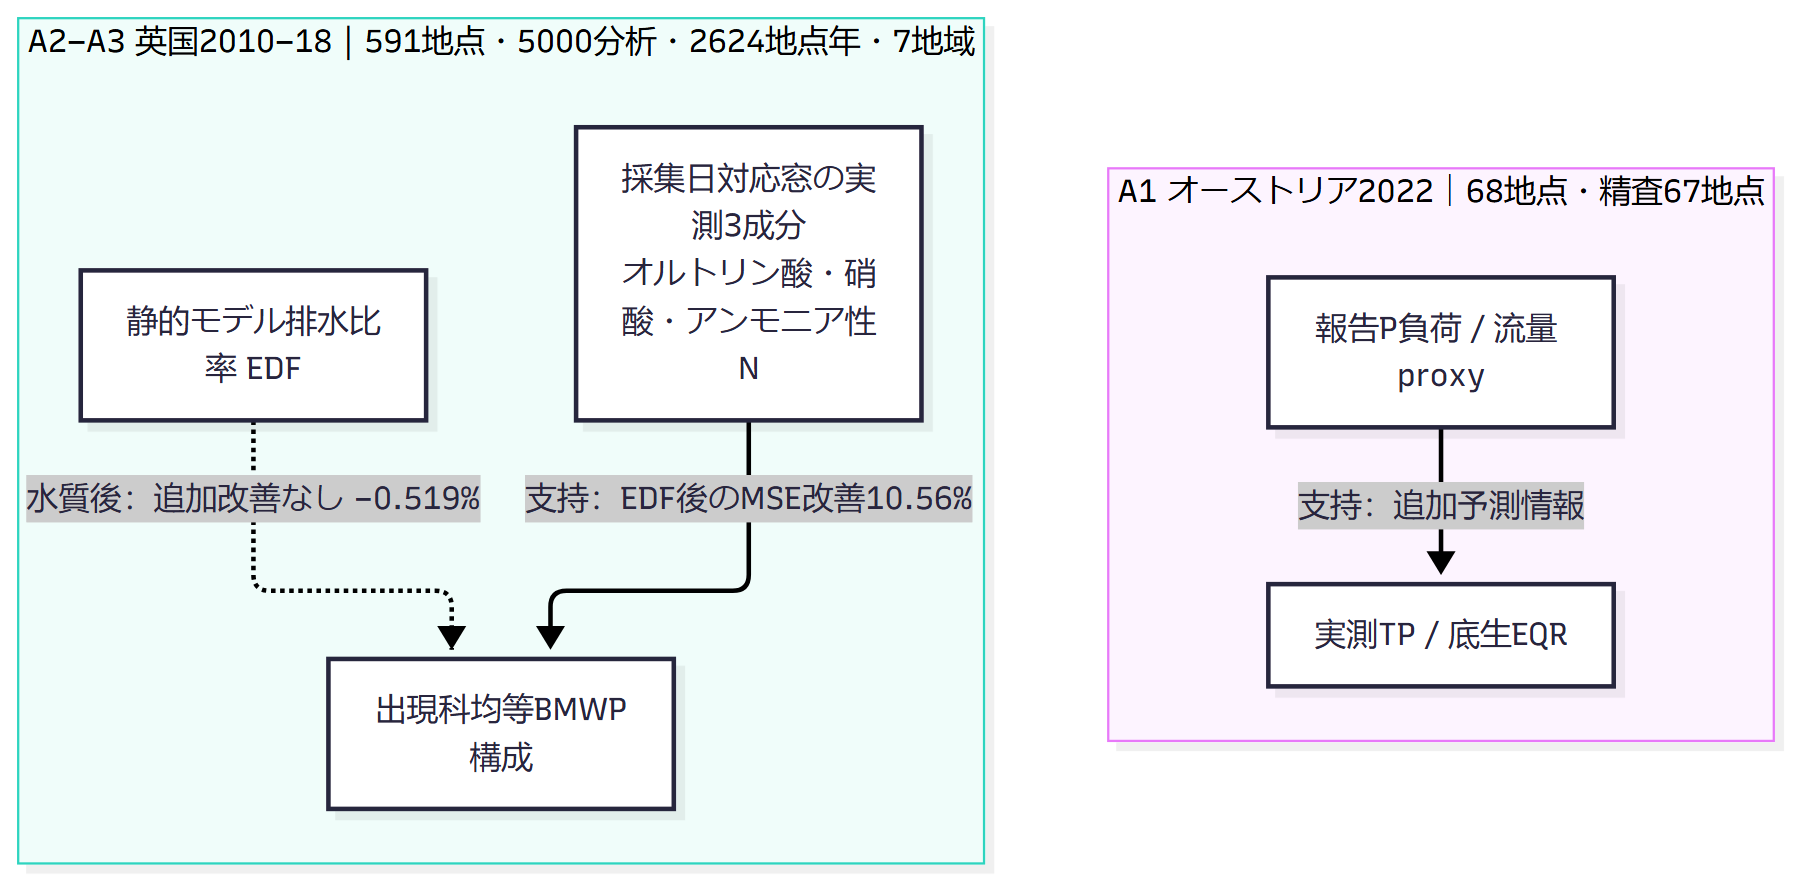 A2–A3 英国2010–18｜591地点・5000分析・2624地点年・7地域
採集日対応窓の実
測3成分
オルトリン酸・硝
酸・アンモニア性
N
静的モデル排水比
率 EDF
水質後：追加改善なし −0.519%
支持：EDF後のMSE改善10.56%
出現科均等BMWP
構成
A1 オーストリア2022｜68地点・精査67地点
報告P負荷 / 流量
proxy
支持：追加予測情報
実測TP / 底生EQR